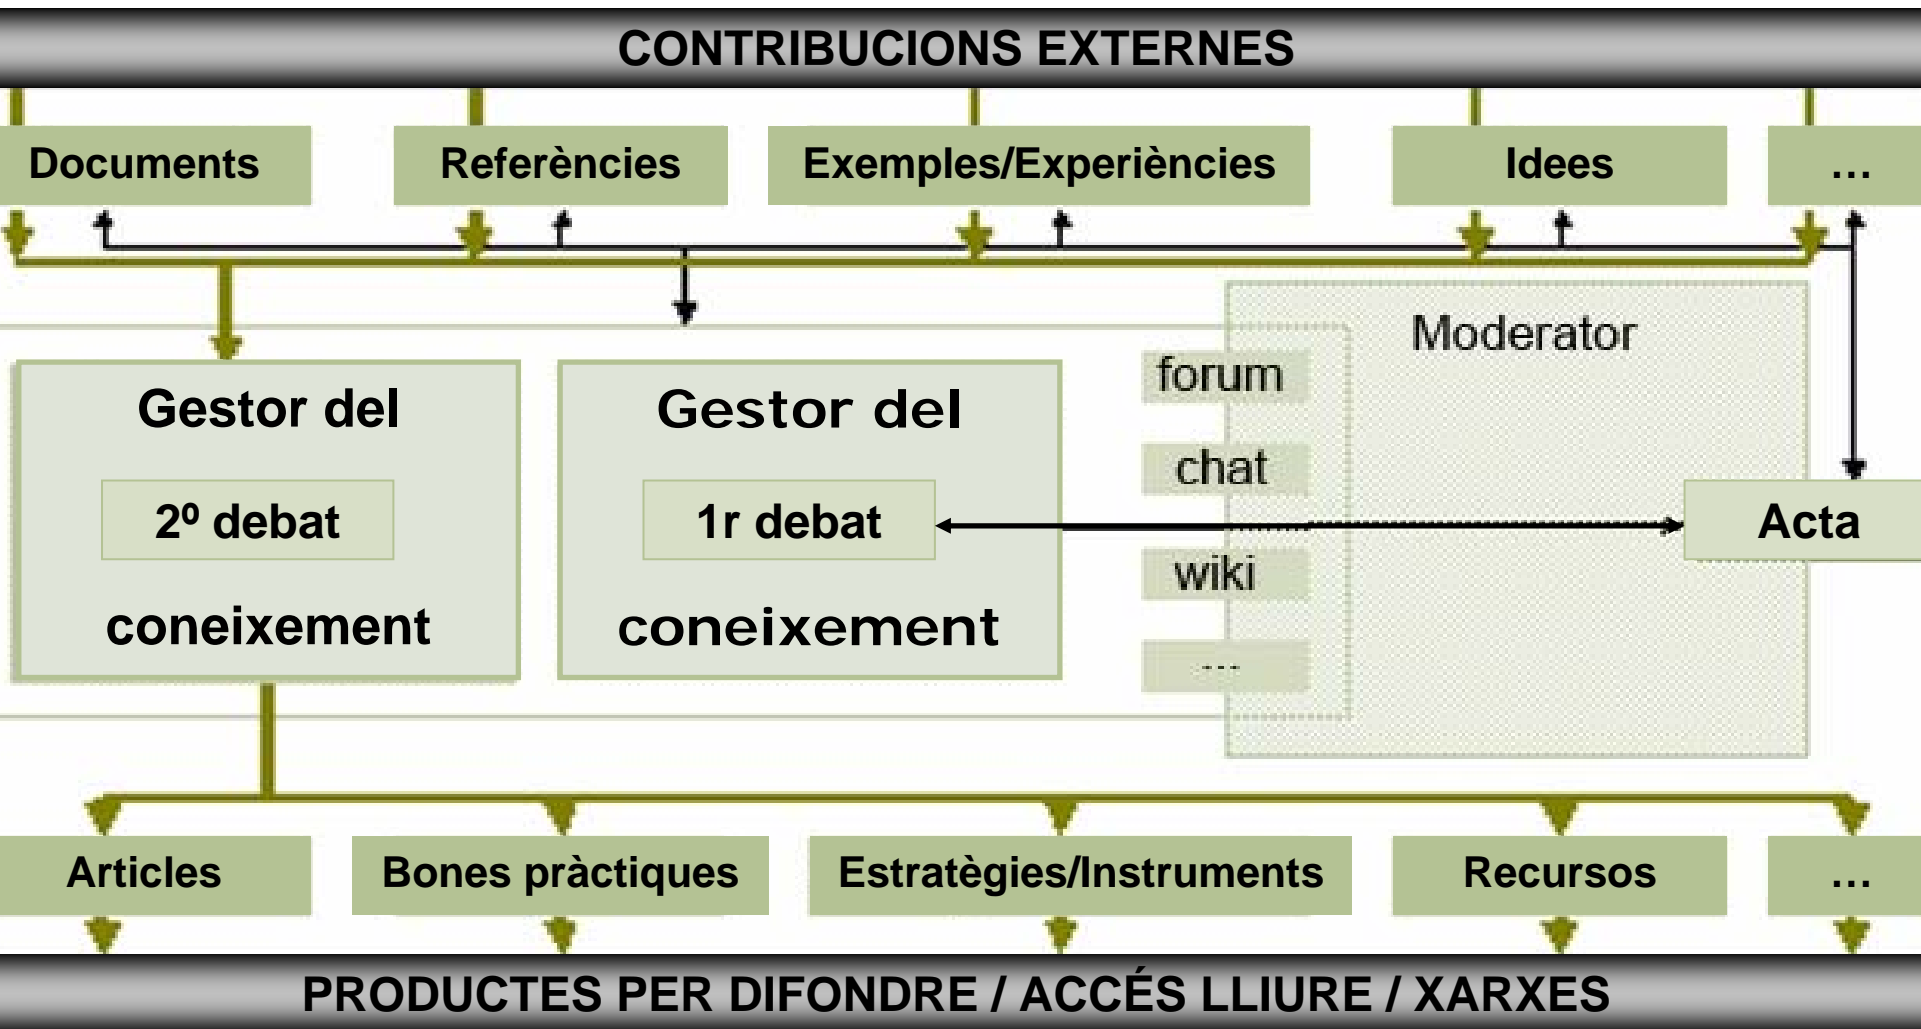 CONTRIBUCIONS EXTERNES
Documents
Referències
Exemples/Experiències
Idees
...
Moderator
Gestor del
2º debat
coneixement
Gestor del
1r debat
coneixement
forum
chat
wiki
...
Acta
Articles
Bones pràctiques
Estratègies/Instruments
Recursos
...
PRODUCTES PER DIFONDRE / ACCÉS LLIURE / XARXES